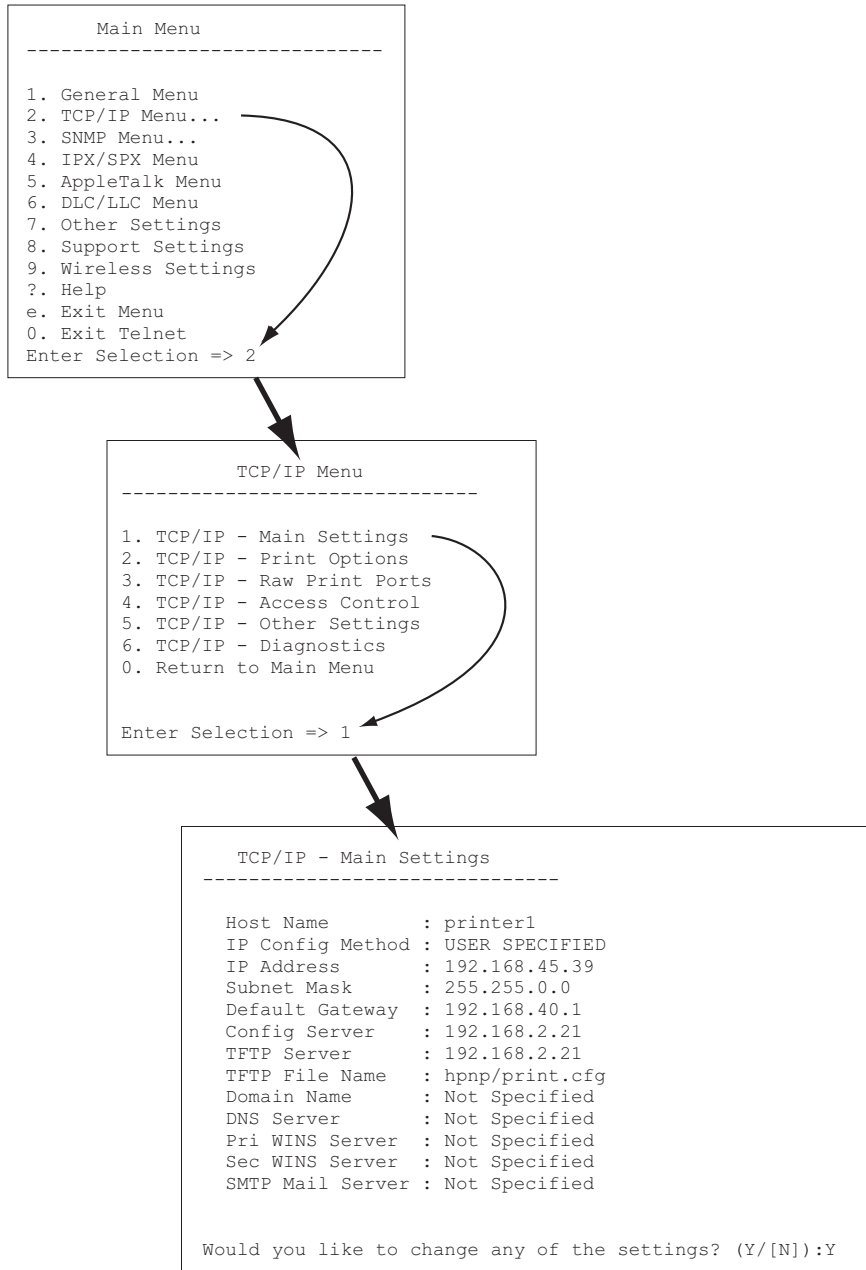 Main Menu
-------------------------------
1. General Menu
2. TCP/IP Menu...
3. SNMP Menu...
4. IPX/SPX Menu
5. AppleTalk Menu
6. DLC/LLC Menu
7. Other Settings
8. Support Settings
9. Wireless Settings
?. Help
e. Exit Menu
0. Exit Telnet
Enter Selection => 2
TCP/IP Menu
-------------------------------
1. TCP/IP - Main Settings
2. TCP/IP - Print Options
3. TCP/IP - Raw Print Ports
4. TCP/IP - Access Control
5. TCP/IP - Other Settings
6. TCP/IP - Diagnostics
0. Return to Main Menu
Enter Selection => 1
TCP/IP - Main Settings
-------------------------------
Host Name : printer1
IP Config Method : USER SPECIFIED
IP Address : 192.168.45.39
Subnet Mask : 255.255.0.0
Default Gateway : 192.168.40.1
Config Server : 192.168.2.21
TFTP Server : 192.168.2.21
TFTP File Name : hpnp/print.cfg
Domain Name : Not Specified
DNS Server : Not Specified
Pri WINS Server : Not Specified
Sec WINS Server : Not Specified
SMTP Mail Server : Not Specified
Would you like to change any of the settings? (Y/[N]):Y